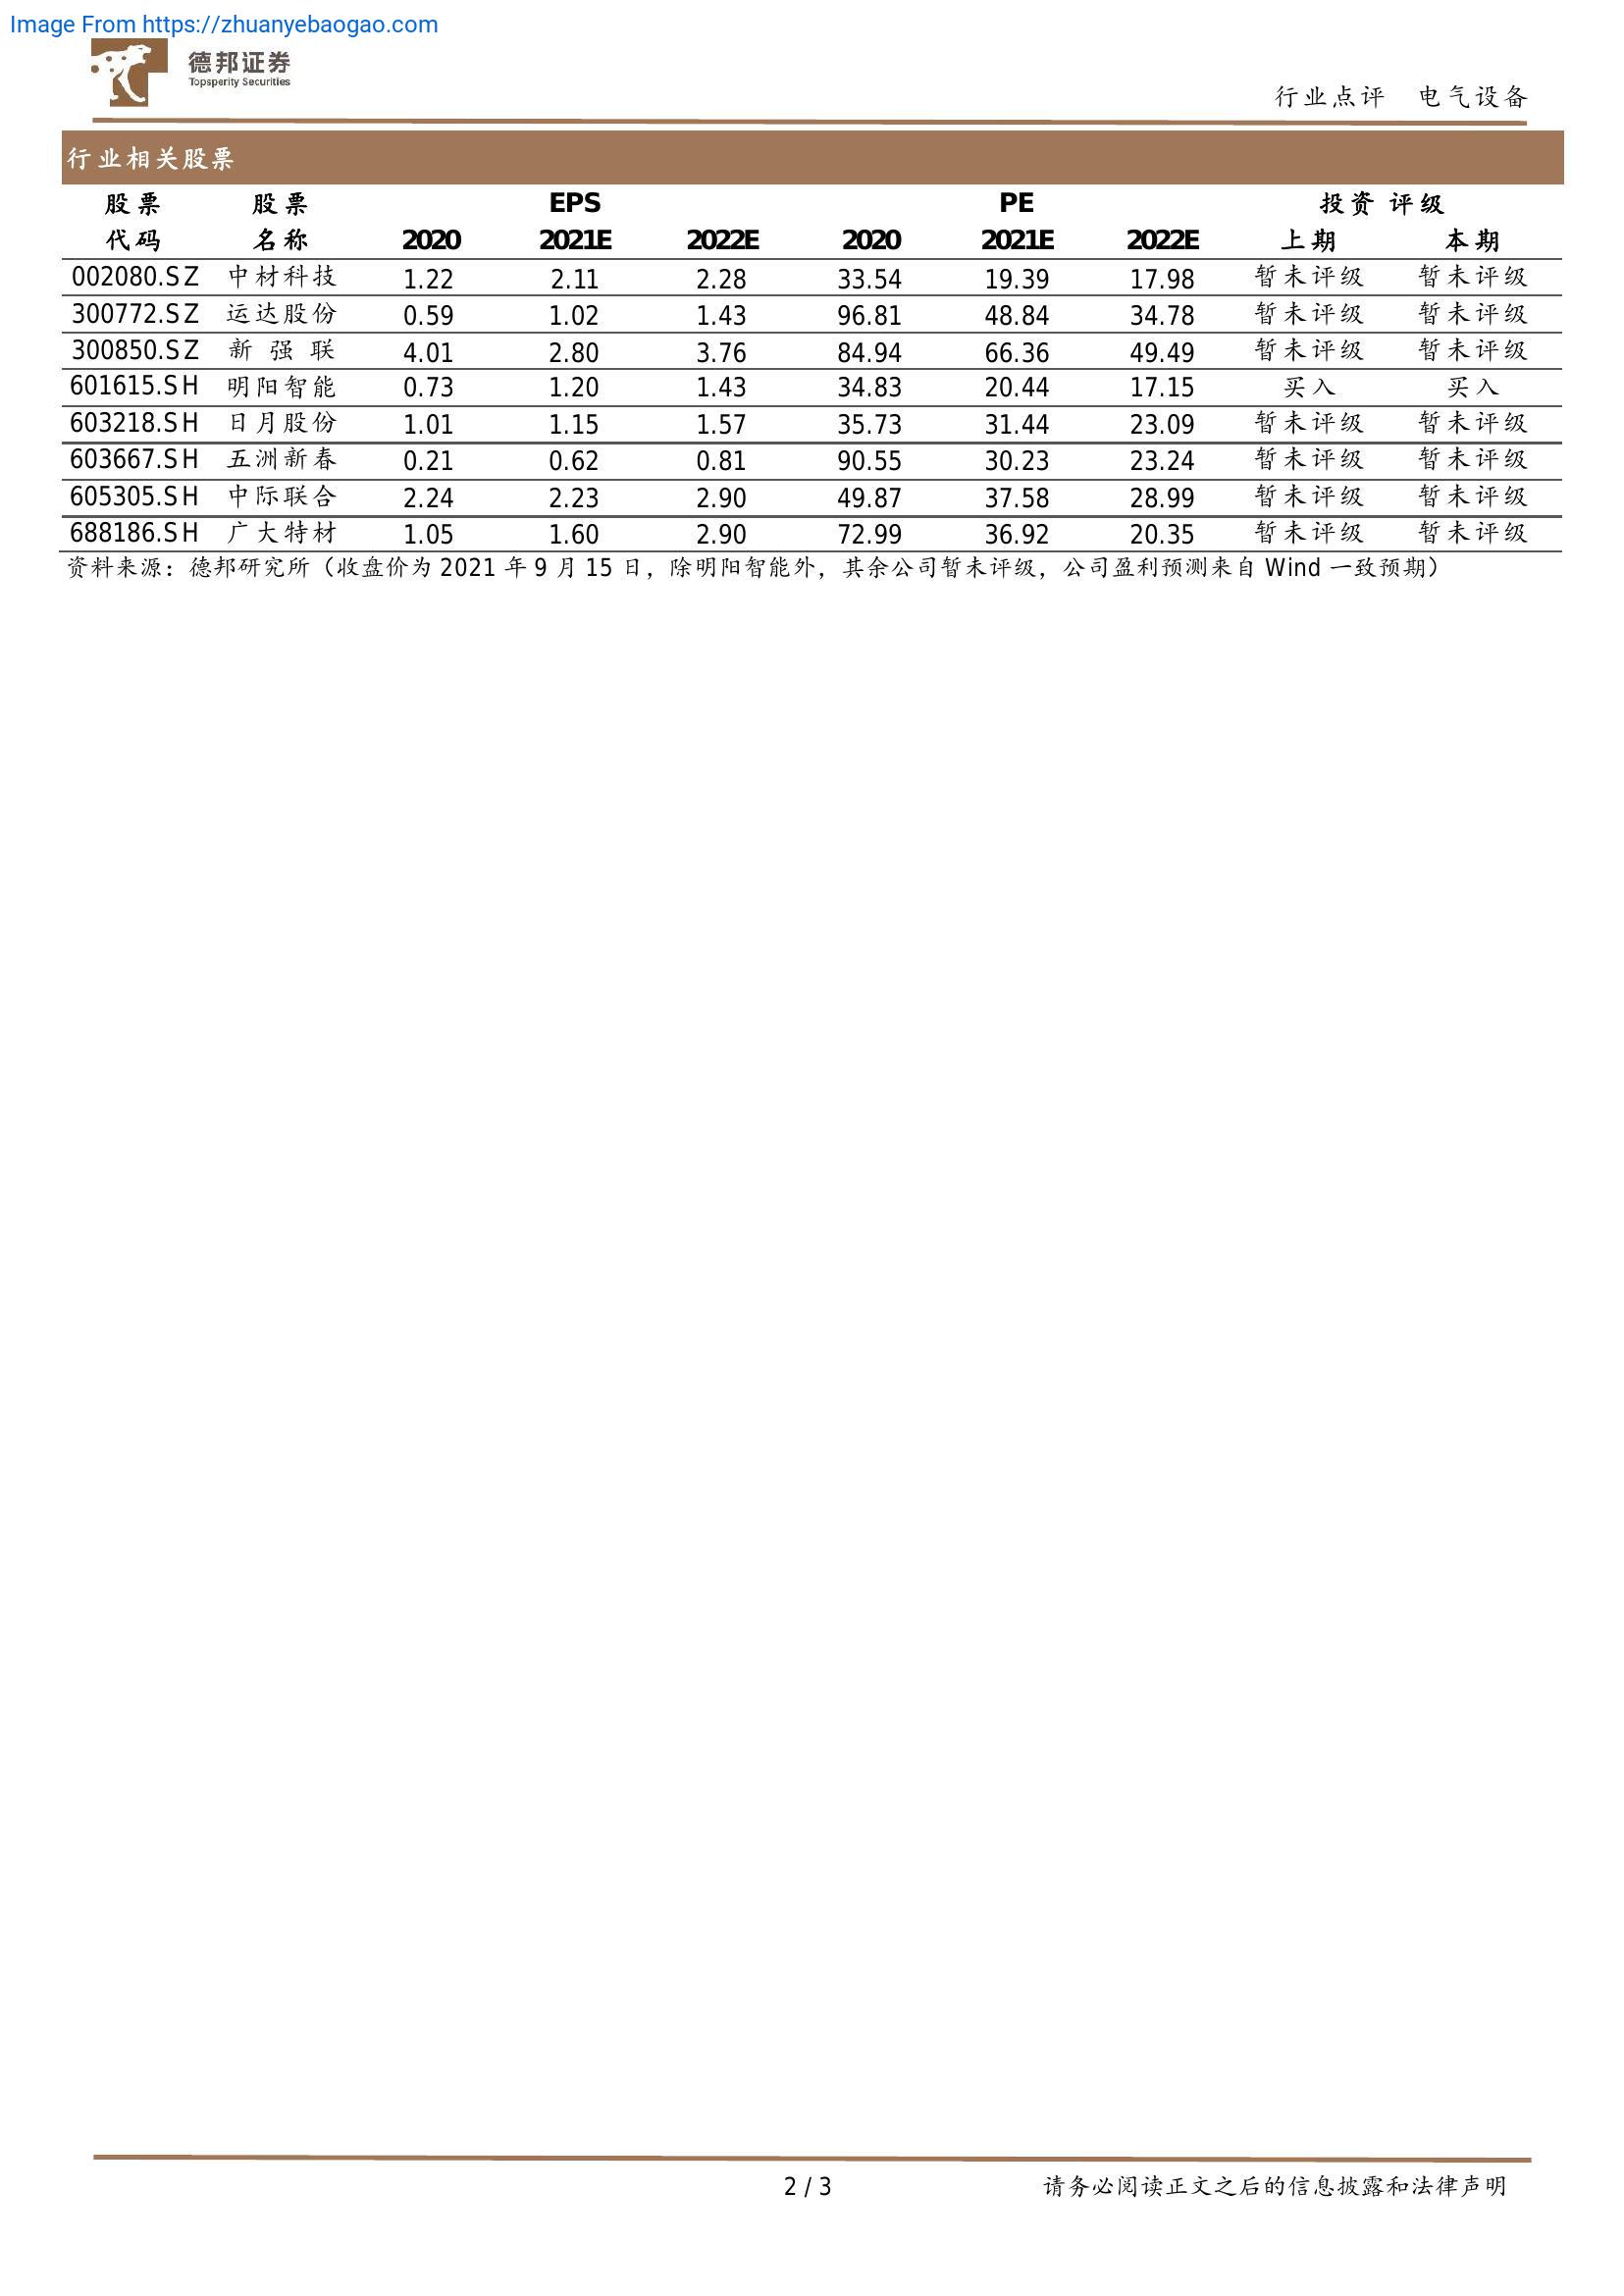 Image From https://zhuanyebaogao.com
德邦证券
Topsperity Securities
行业点评 电气设备
行业相关股票
股票 股票 EPS PE 投资评级
代码 名称 2020 2021E 2022E 2020 2021E 2022E 上期 本期
002080.SZ 中材科技 1.22 2.11 2.28 33.54 19.39 17.98 暂未评级 暂未评级
300772.SZ 运达股份 0.59 1.02 1.43 96.81 48.84 34.78 暂未评级 暂未评级
300850.SZ 新强联 4.01 2.80 3.76 84.94 66.36 49.49 暂未评级 暂未评级
601615.SH 明阳智能 0.73 1.20 1.43 34.83 20.44 17.15 买入 买入
603218.SH 日月股份 1.01 1.15 1.57 35.73 31.44 23.09 暂未评级 暂未评级
603667.SH 五洲新春 0.21 0.62 0.81 90.55 30.23 23.24 暂未评级 暂未评级
605305.SH 中际联合 2.24 2.23 2.90 49.87 37.58 28.99 暂未评级 暂未评级
688186.SH 广大特材 1.05 1.60 2.90 72.99 36.92 20.35 暂未评级 暂未评级
资料来源：德邦研究所（收盘价为 2021 年 9 月 15 日，除明阳智能外，其余公司暂未评级，公司盈利预测来自 Wind 一致预期）
2 / 3 请务必阅读正文之后的信息披露和法律声明